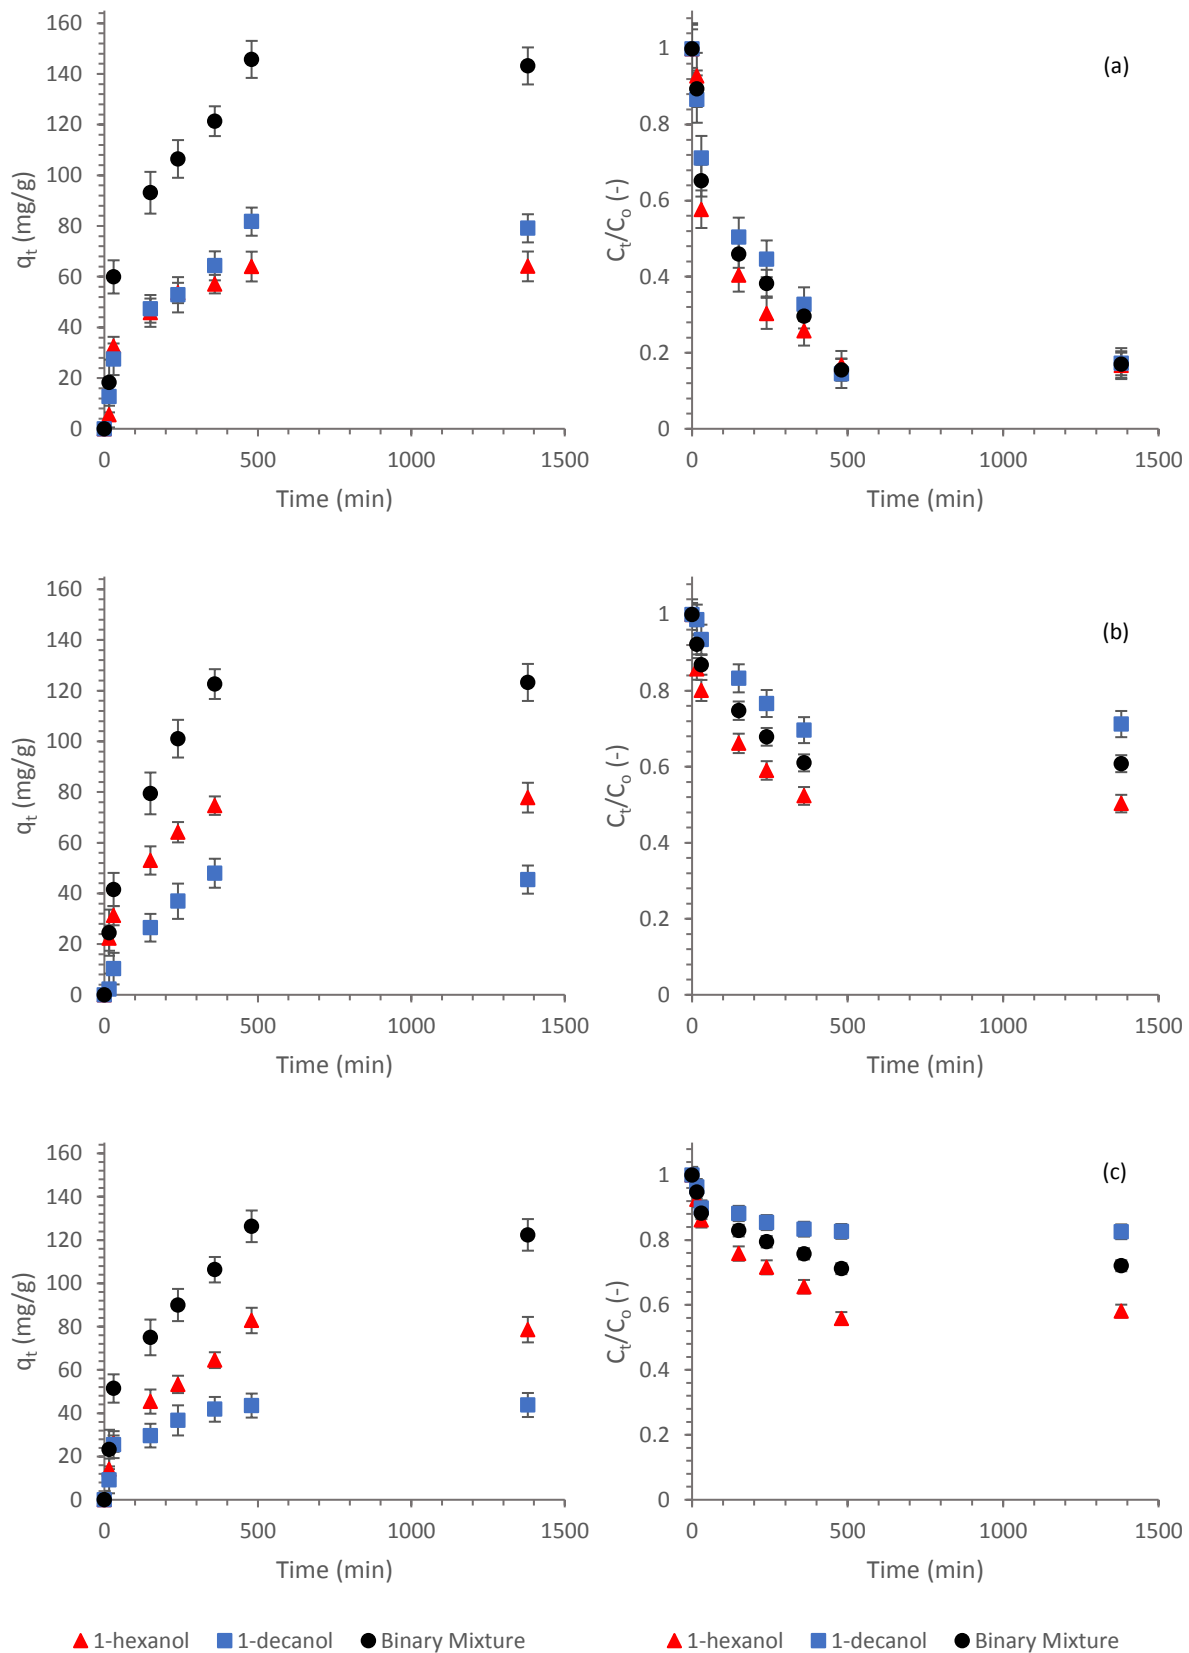 160
140
120
100
80
60
40
20
0
qt (mg/g)
0 500 1000 1500
Time (min)
(a)
1
0.8
0.6
0.4
0.2
0
Ct/Co (-)
0 500 1000 1500
Time (min)
160
140
120
100
80
60
40
20
0
qt (mg/g)
0 500 1000 1500
Time (min)
(b)
1
0.8
0.6
0.4
0.2
0
Ct/Co (-)
0 500 1000 1500
Time (min)
160
140
120
100
80
60
40
20
0
qt (mg/g)
0 500 1000 1500
Time (min)
(c)
1
0.8
0.6
0.4
0.2
0
Ct/Co (-)
0 500 1000 1500
Time (min)
1-hexanol 1-decanol Binary Mixture
1-hexanol 1-decanol Binary Mixture